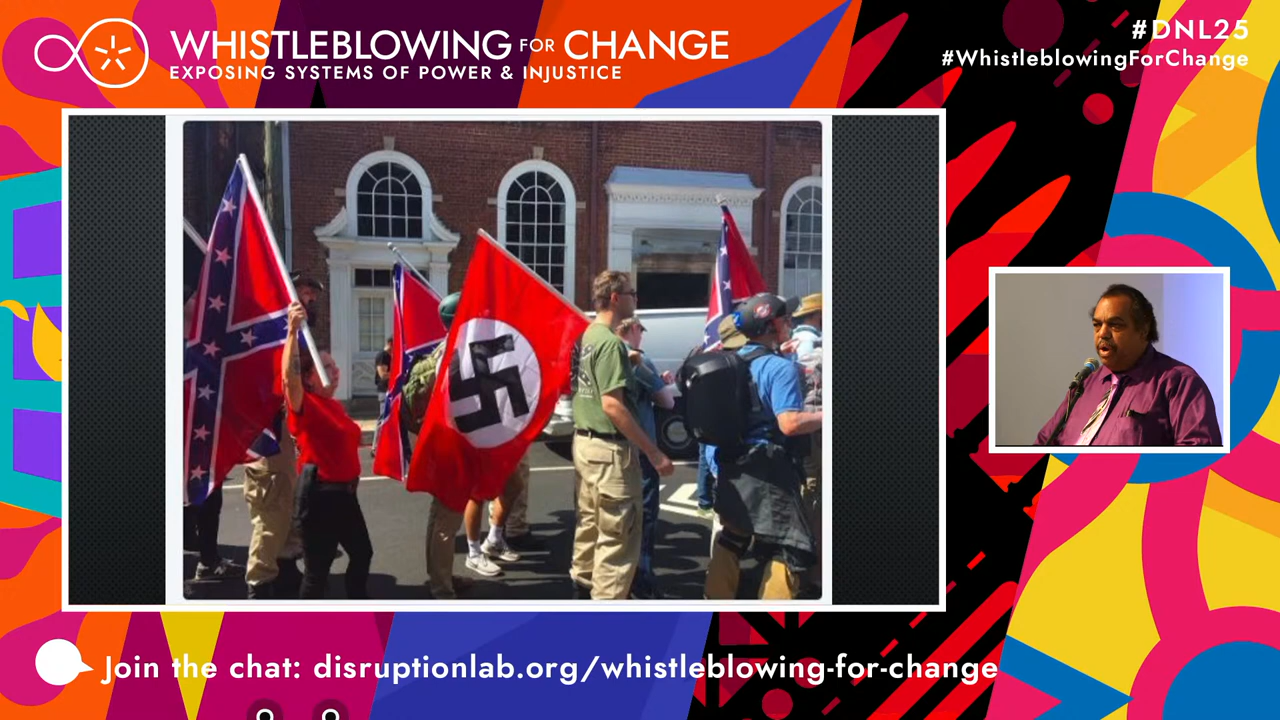 WHISTLEBLOWING FOR CHANGE
EXPOSING SYSTEMS OF POWER & INJUSTICE
#DNL25
#WhistleblowingForChange
Join the chat: disruptionlab.org/whistleblowing-for-change